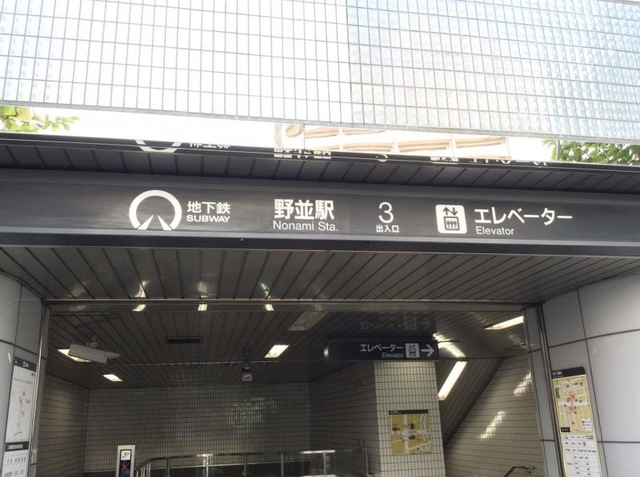 地下鉄
SUBWAY
野並駅
Nonami Sta.
3
出入口
エレベーター
Elevator
エレベーター
Elevator